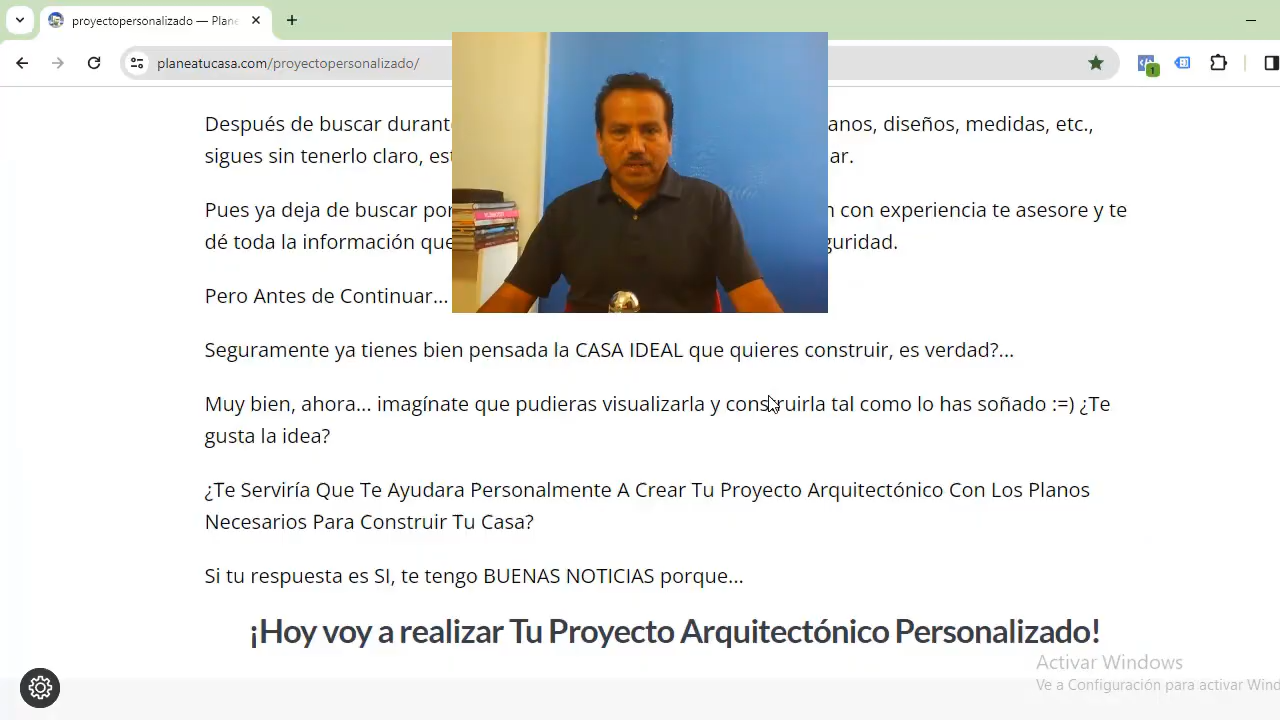 proyectopersonalizado — Plane
planeatucasa.com/proyectopersonalizado/
1
Después de buscar durant anos, diseños, medidas, etc.,
sigues sin tenerlo claro, est ar.
Pues ya deja de buscar por n con experiencia te asesore y te
dé toda la información que guridad.
Pero Antes de Continuar...
Seguramente ya tienes bien pensada la CASA IDEAL que quieres construir, es verdad?...
Muy bien, ahora... imagínate que pudieras visualizarla y construirla tal como lo has soñado :=) ¿Te
gusta la idea?
¿Te Serviría Que Te Ayudara Personalmente A Crear Tu Proyecto Arquitectónico Con Los Planos
Necesarios Para Construir Tu Casa?
Si tu respuesta es SI, te tengo BUENAS NOTICIAS porque...
¡Hoy voy a realizar Tu Proyecto Arquitectónico Personalizado!
Activar Windows
Ve a Configuración para activar Wind